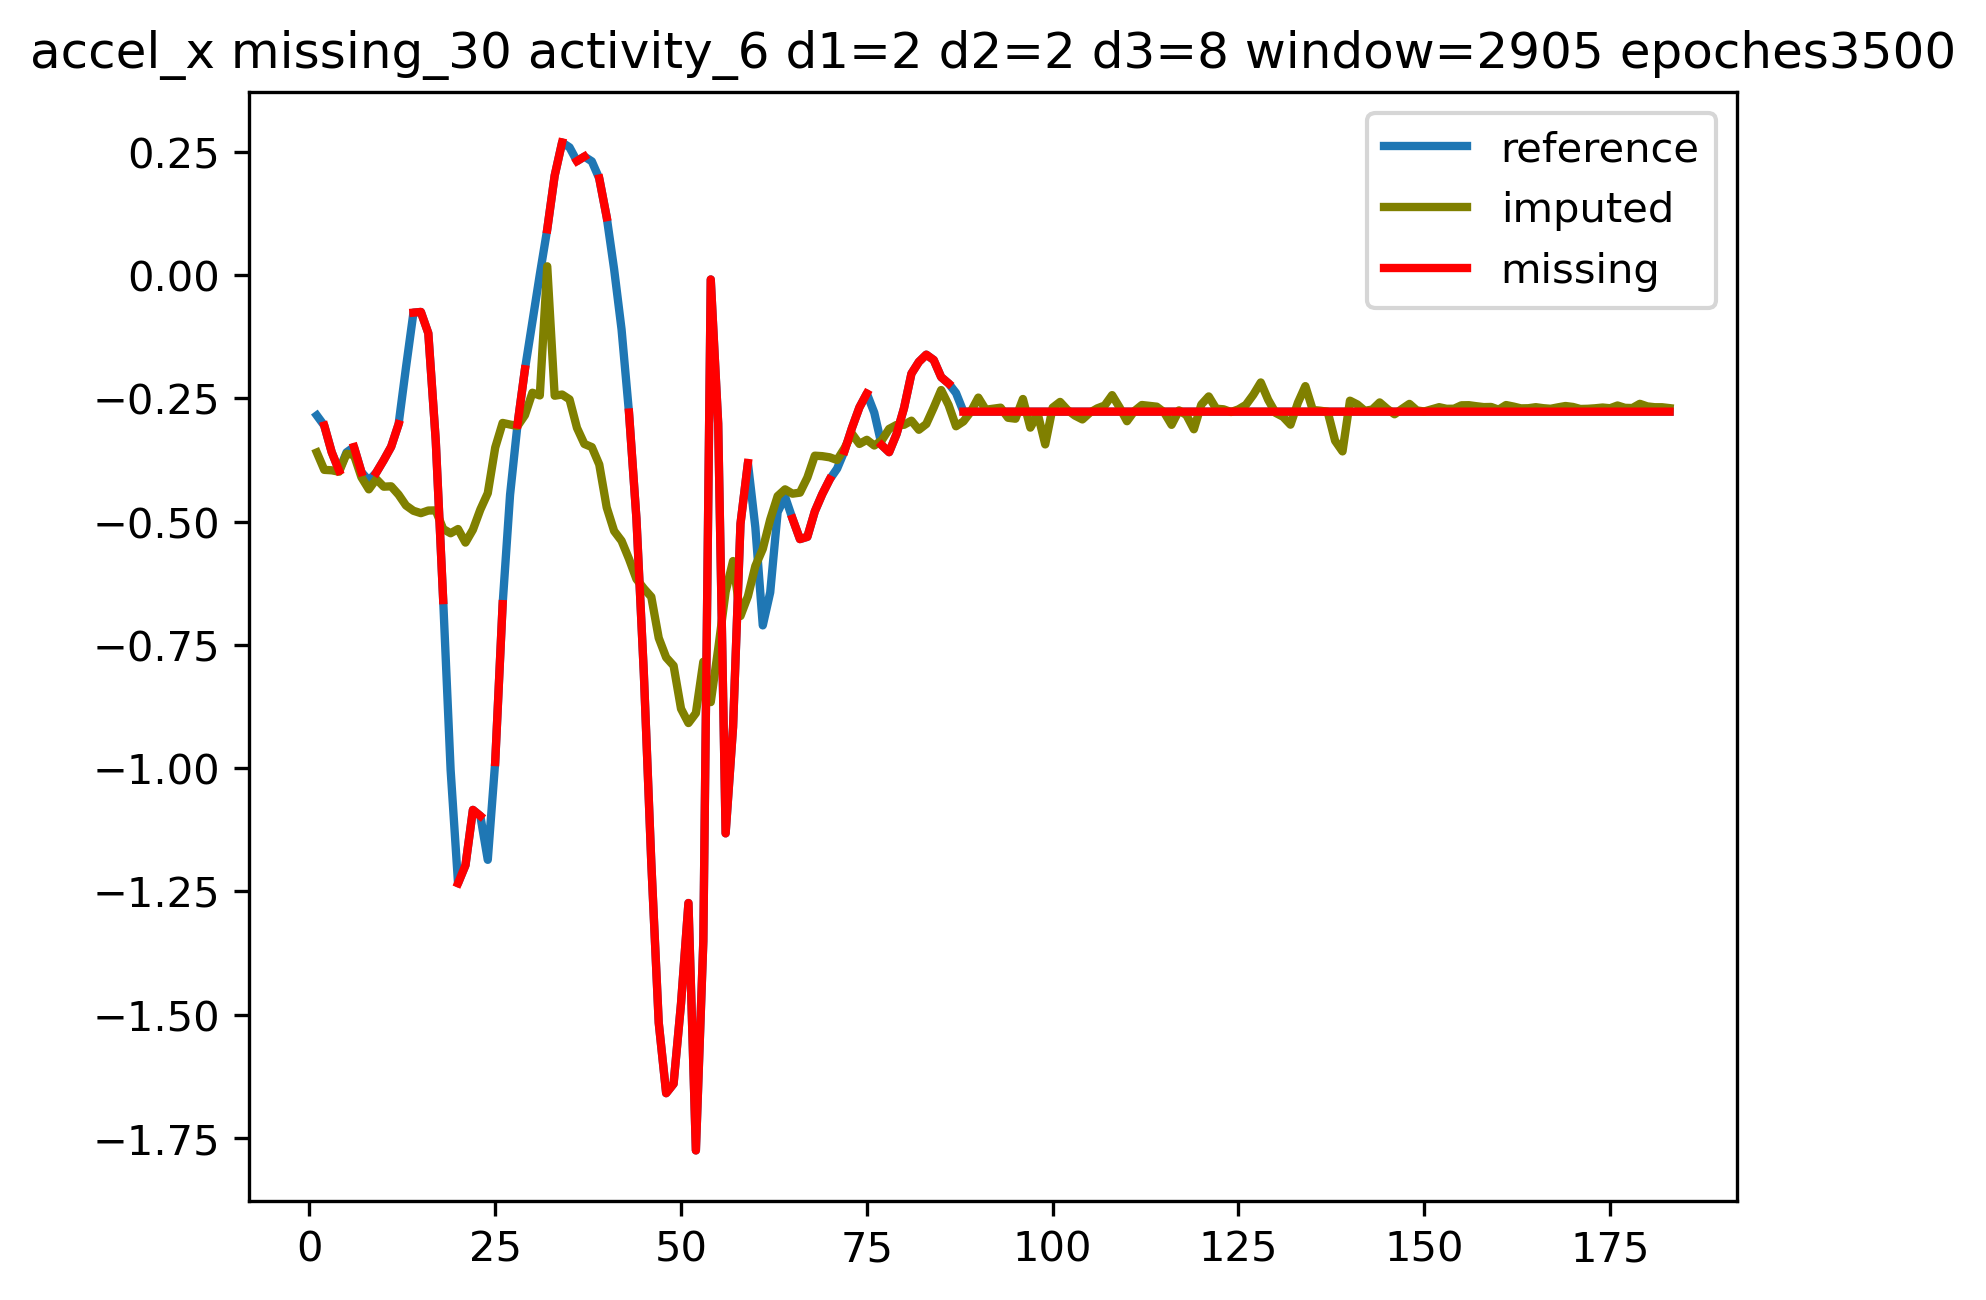 accel_x missing_30 activity_6 d1=2 d2=2 d3=8 window=2905 epoches3500
reference
imputed
missing
0.25
0.00
−0.25
−0.50
−0.75
−1.00
−1.25
−1.50
−1.75
0 25 50 75 100 125 150 175